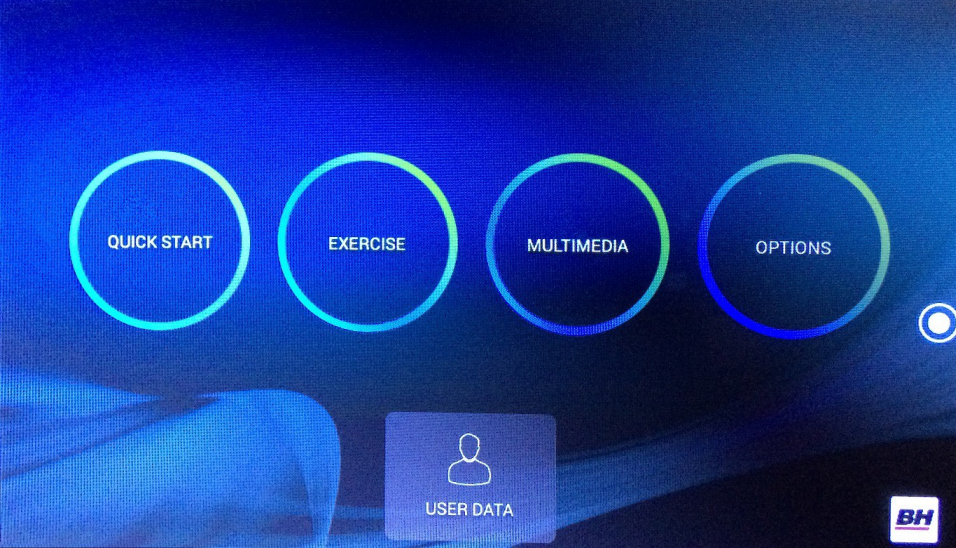 QUICK START
EXERCISE
MULTIMEDIA
OPTIONS
USER DATA
BH